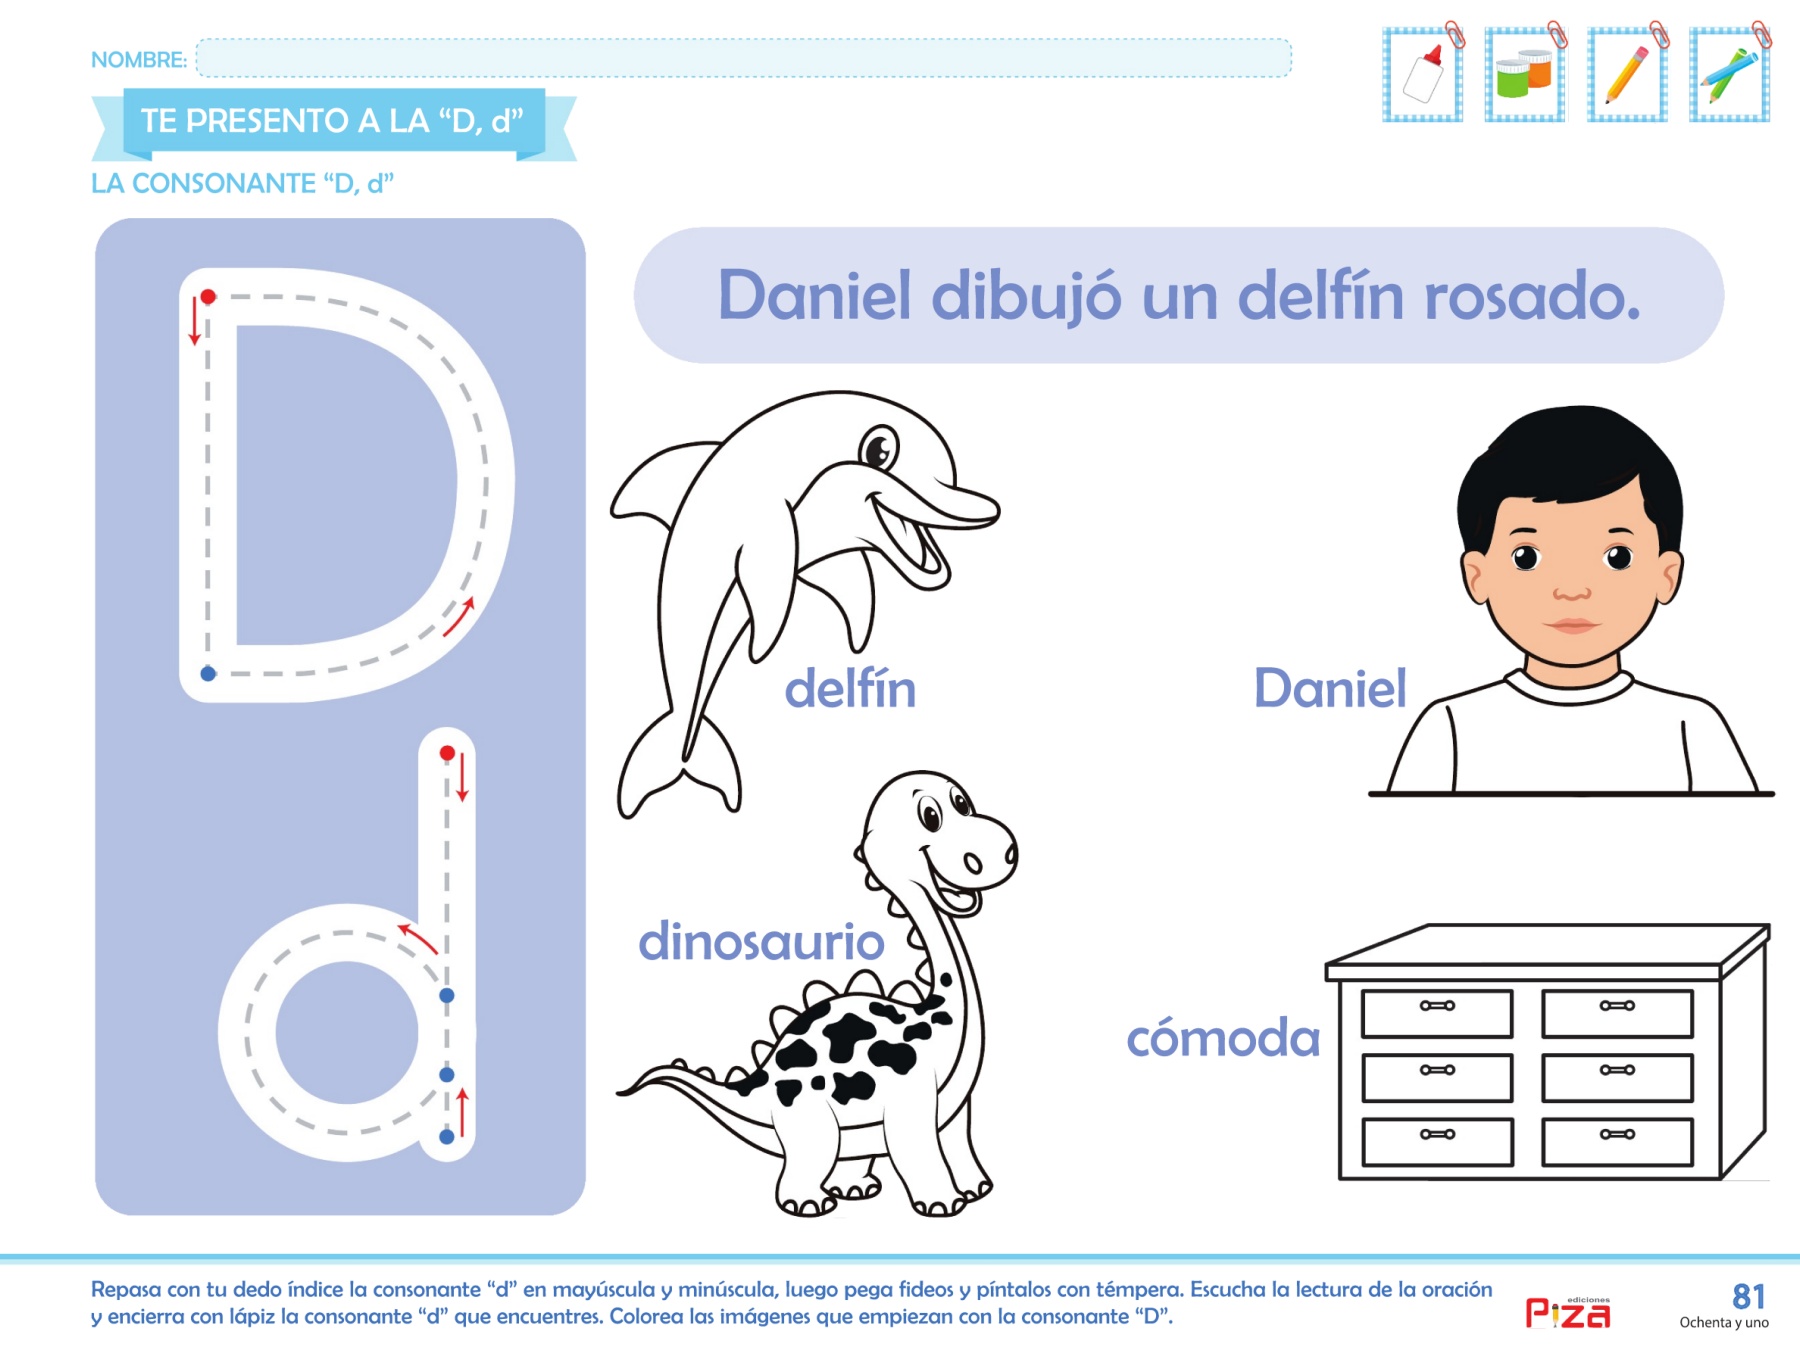 NOMBRE:
TE PRESENTO A LA “D, d”
LA CONSONANTE “D, d”
D
d
Daniel dibujó un delfín rosado.
delfín
Daniel
dinosaurio
cómoda
Repasa con tu dedo índice la consonante “d” en mayúscula y minúscula, luego pega fideos y píntalos con témpera. Escucha la lectura de la oración
y encierra con lápiz la consonante “d” que encuentres. Colorea las imágenes que empiezan con la consonante “D”.
ediciones
Piza
81
Ochenta y uno